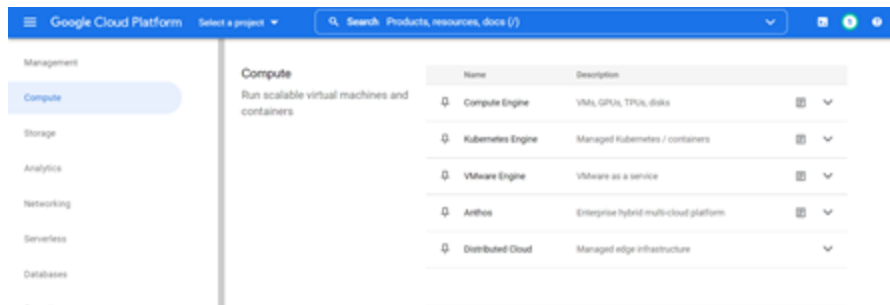 Google Cloud Platform Select a project Search Products, resources, docs (/)
Management
Compute
Storage
Analytics
Networking
Serverless
Databases
Compute
Run scalable virtual machines and
containers
Name Description
Compute Engine VMs, GPUs, TPUs, disks
Kubernetes Engine Managed Kubernetes / containers
VMware Engine VMware as a service
Anthos Enterprise hybrid multi-cloud platform
Distributed Cloud Managed edge infrastructure